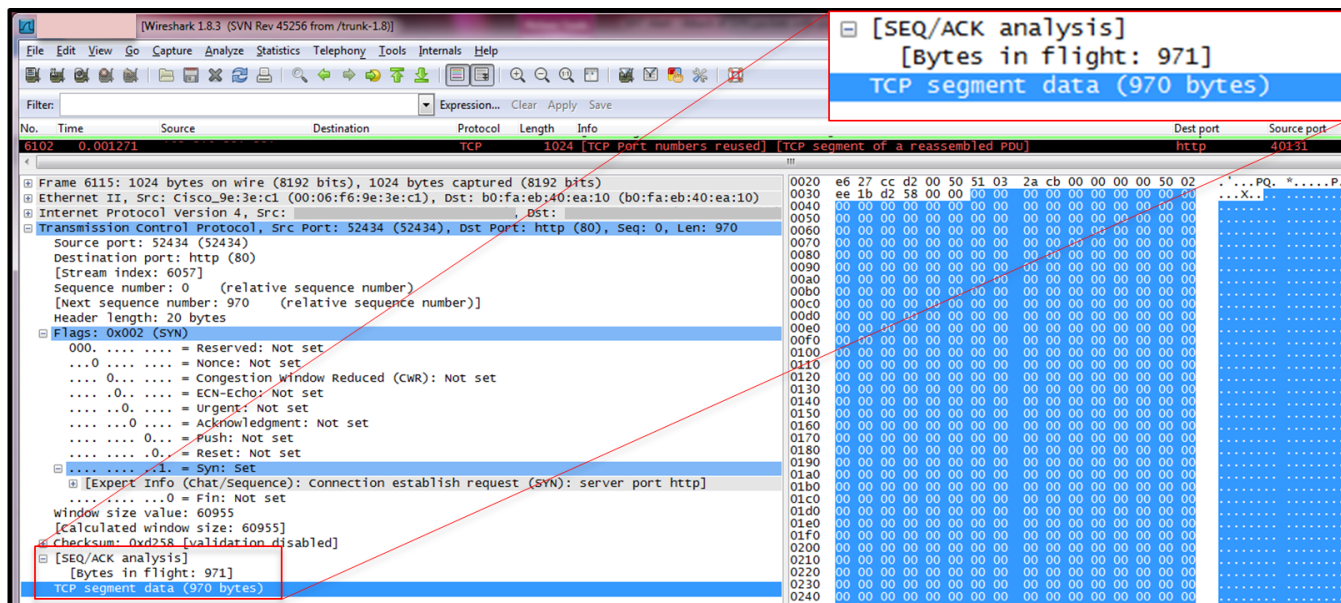 [Wireshark 1.8.3 (SVN Rev 45256 from /trunk-1.8)]
File Edit View Go Capture Analyze Statistics Telephony Tools Internals Help
Filter: Expression... Clear Apply Save
No. Time Source Destination Protocol Length Info Dest port Source port
6102 0.001271 TCP 1024 [TCP Port numbers reused] [TCP segment of a reassembled PDU] http 40131
[SEQ/ACK analysis]
[Bytes in flight: 971]
TCP segment data (970 bytes)
Frame 6115: 1024 bytes on wire (8192 bits), 1024 bytes captured (8192 bits)
Ethernet II, Src: Cisco_9e:3e:c1 (00:06:f6:9e:3e:c1), Dst: b0:fa:eb:40:ea:10 (b0:fa:eb:40:ea:10)
Internet Protocol Version 4, Src: , Dst:
Transmission Control Protocol, Src Port: 52434 (52434), Dst Port: http (80), Seq: 0, Len: 970
Source port: 52434 (52434)
Destination port: http (80)
[Stream index: 6057]
Sequence number: 0 (relative sequence number)
[Next sequence number: 970 (relative sequence number)]
Header length: 20 bytes
Flags: 0x002 (SYN)
000. .... .... = Reserved: Not set
...0 .... .... = Nonce: Not set
.... 0... .... = Congestion Window Reduced (CWR): Not set
.... .0.. .... = ECN-Echo: Not set
.... ..0. .... = Urgent: Not set
.... ...0 .... = Acknowledgment: Not set
.... .... 0... = Push: Not set
.... .... .0.. = Reset: Not set
.... .... ..1. = Syn: Set
[Expert Info (Chat/Sequence): Connection establish request (SYN): server port http]
.... .... ...0 = Fin: Not set
Window size value: 60955
[Calculated window size: 60955]
Checksum: 0xd258 [validation disabled]
[SEQ/ACK analysis]
[Bytes in flight: 971]
TCP segment data (970 bytes)
0020 e6 27 cc d2 00 50 51 03 2a cb 00 00 00 00 50 02 .'...PQ. *.....P.
0030 ee 1b d2 58 00 00 00 00 00 00 00 00 00 00 00 00 ...X.. .. ........
0040 00 00 00 00 00 00 00 00 00 00 00 00 00 00 00 00 ........ ........
0050 00 00 00 00 00 00 00 00 00 00 00 00 00 00 00 00 ........ ........
0060 00 00 00 00 00 00 00 00 00 00 00 00 00 00 00 00 ........ ........
0070 00 00 00 00 00 00 00 00 00 00 00 00 00 00 00 00 ........ ........
0080 00 00 00 00 00 00 00 00 00 00 00 00 00 00 00 00 ........ ........
0090 00 00 00 00 00 00 00 00 00 00 00 00 00 00 00 00 ........ ........
00a0 00 00 00 00 00 00 00 00 00 00 00 00 00 00 00 00 ........ ........
00b0 00 00 00 00 00 00 00 00 00 00 00 00 00 00 00 00 ........ ........
00c0 00 00 00 00 00 00 00 00 00 00 00 00 00 00 00 00 ........ ........
00d0 00 00 00 00 00 00 00 00 00 00 00 00 00 00 00 00 ........ ........
00e0 00 00 00 00 00 00 00 00 00 00 00 00 00 00 00 00 ........ ........
00f0 00 00 00 00 00 00 00 00 00 00 00 00 00 00 00 00 ........ ........
0100 00 00 00 00 00 00 00 00 00 00 00 00 00 00 00 00 ........ ........
0110 00 00 00 00 00 00 00 00 00 00 00 00 00 00 00 00 ........ ........
0120 00 00 00 00 00 00 00 00 00 00 00 00 00 00 00 00 ........ ........
0130 00 00 00 00 00 00 00 00 00 00 00 00 00 00 00 00 ........ ........
0140 00 00 00 00 00 00 00 00 00 00 00 00 00 00 00 00 ........ ........
0150 00 00 00 00 00 00 00 00 00 00 00 00 00 00 00 00 ........ ........
0160 00 00 00 00 00 00 00 00 00 00 00 00 00 00 00 00 ........ ........
0170 00 00 00 00 00 00 00 00 00 00 00 00 00 00 00 00 ........ ........
0180 00 00 00 00 00 00 00 00 00 00 00 00 00 00 00 00 ........ ........
0190 00 00 00 00 00 00 00 00 00 00 00 00 00 00 00 00 ........ ........
01a0 00 00 00 00 00 00 00 00 00 00 00 00 00 00 00 00 ........ ........
01b0 00 00 00 00 00 00 00 00 00 00 00 00 00 00 00 00 ........ ........
01c0 00 00 00 00 00 00 00 00 00 00 00 00 00 00 00 00 ........ ........
01d0 00 00 00 00 00 00 00 00 00 00 00 00 00 00 00 00 ........ ........
01e0 00 00 00 00 00 00 00 00 00 00 00 00 00 00 00 00 ........ ........
01f0 00 00 00 00 00 00 00 00 00 00 00 00 00 00 00 00 ........ ........
0200 00 00 00 00 00 00 00 00 00 00 00 00 00 00 00 00 ........ ........
0210 00 00 00 00 00 00 00 00 00 00 00 00 00 00 00 00 ........ ........
0220 00 00 00 00 00 00 00 00 00 00 00 00 00 00 00 00 ........ ........
0230 00 00 00 00 00 00 00 00 00 00 00 00 00 00 00 00 ........ ........
0240 00 00 00 00 00 00 00 00 00 00 00 00 00 00 00 00 ........ ........